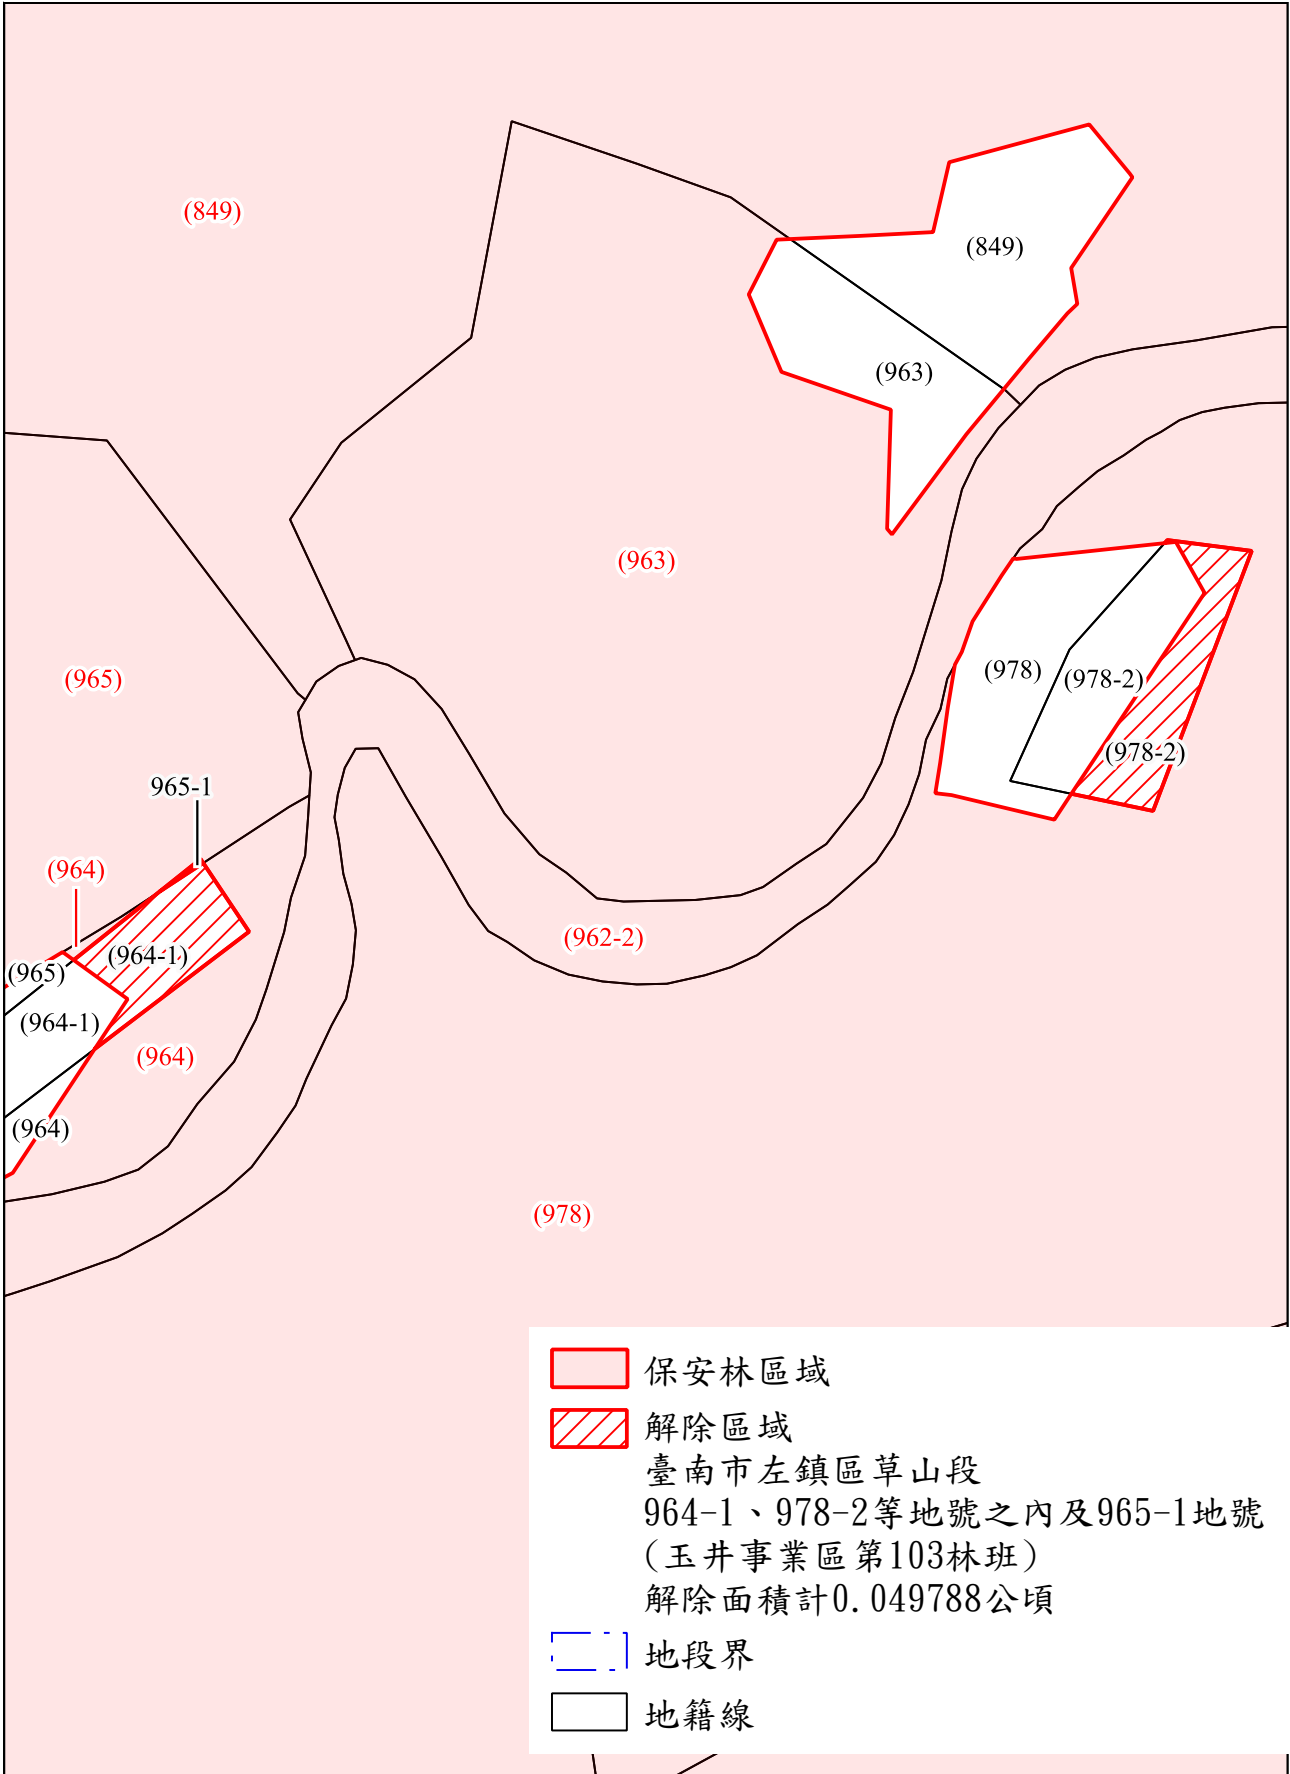 (849)
(849)
(963)
(963)
(965)
(978)
(978-2)
(978-2)
965-1
(964)
(962-2)
(964-1)
(965)
(964-1)
(964)
(964)
(978)
保安林區域
解除區域
臺南市左鎮區草山段
964-1、978-2等地號之內及965-1地號
(玉井事業區第103林班)
解除面積計0.049788公頃
地段界
地籍線